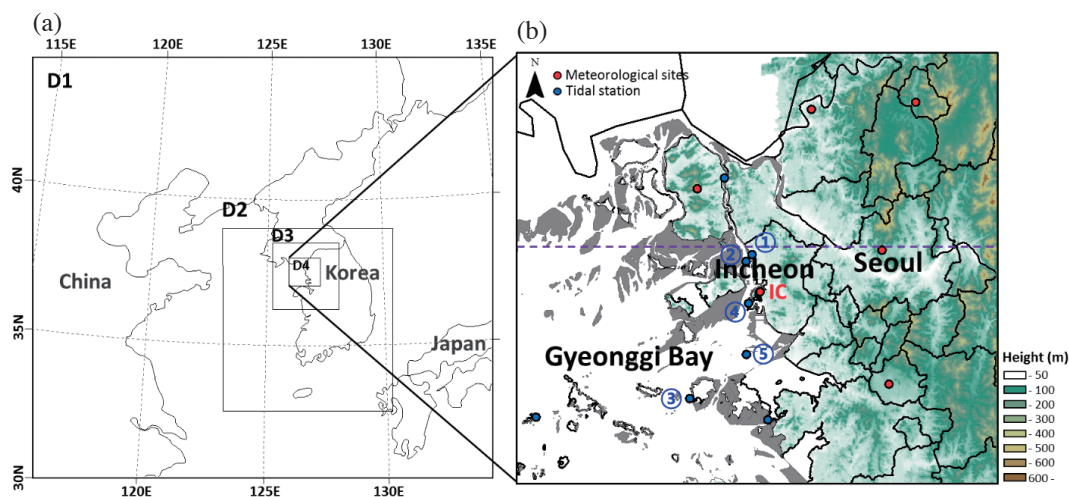 (a)
(b)
115E 120E 125E 130E 135E
D1
N
Meteorological sites
Tidal station
40N
D2
D3
D4
China
Korea
35N
Japan
30N
120E 125E 130E
①
②
Incheon
Seoul
IC
④
Gyeonggi Bay
⑤
③
Height (m)
- 50
- 100
- 200
- 300
- 400
- 500
- 600
600 -